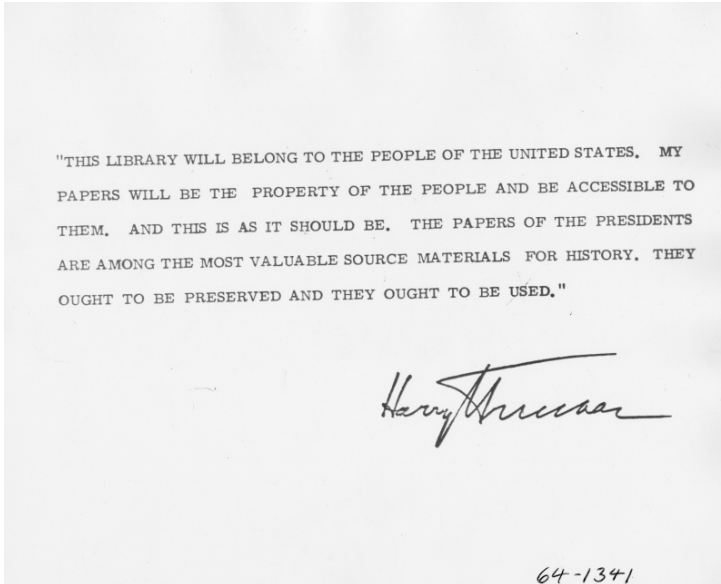 "THIS LIBRARY WILL BELONG TO THE PEOPLE OF THE UNITED STATES. MY
PAPERS WILL BE THE PROPERTY OF THE PEOPLE AND BE ACCESSIBLE TO
THEM. AND THIS IS AS IT SHOULD BE. THE PAPERS OF THE PRESIDENTS
ARE AMONG THE MOST VALUABLE SOURCE MATERIALS FOR HISTORY. THEY
OUGHT TO BE PRESERVED AND THEY OUGHT TO BE USED."
Harry Truman
64-1341